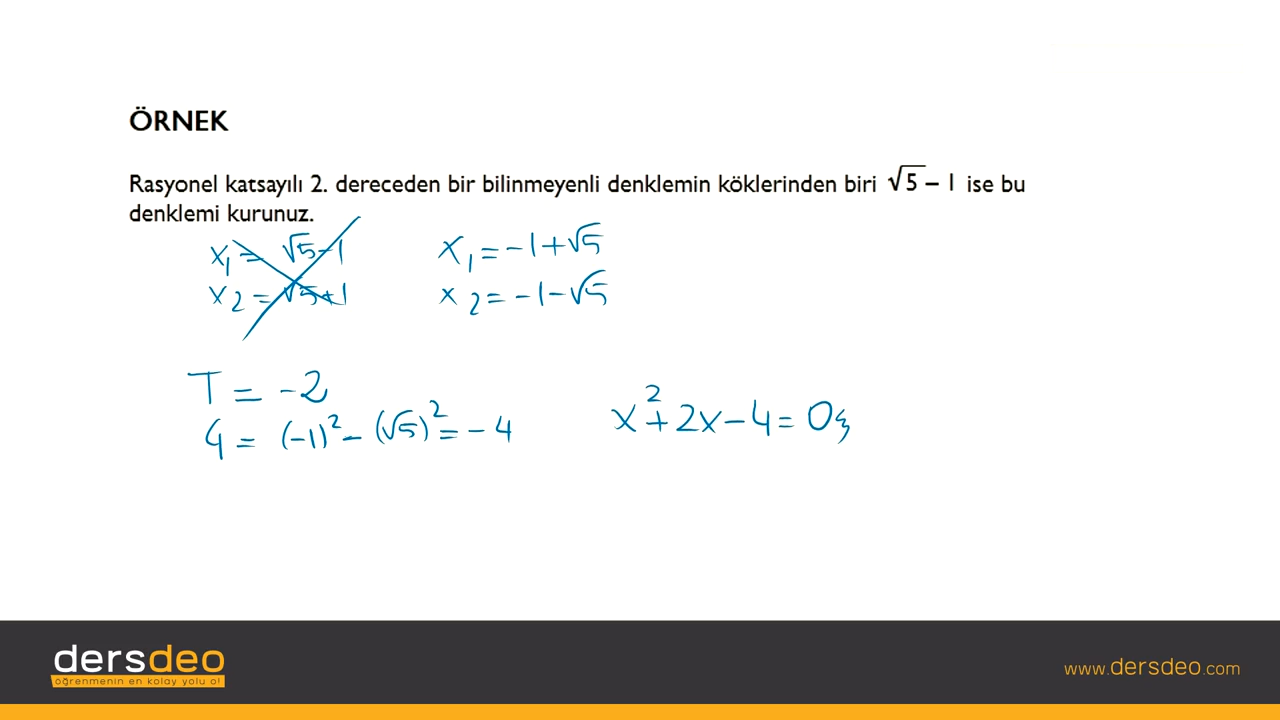 ÖRNEK
Rasyonel katsayılı 2. dereceden bir bilinmeyenli denklemin köklerinden biri √5 – 1 ise bu
denklemi kurunuz.
x₁ = √5 – 1
x₂ = √5 + 1
x₁ = –1 + √5
x₂ = –1 – √5
T = –2
Ç = (–1)² – (√5)² = –4
x² + 2x – 4 = 0
dersdeo
öğrenmenin en kolay yolu o!
www.dersdeo.com